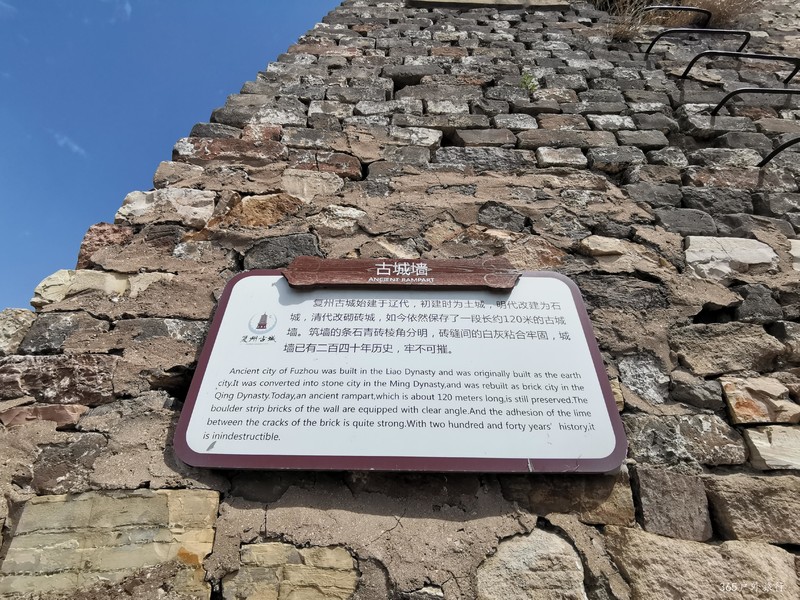 古城墙
ANCIENT RAMPART
复州古城始建于辽代，初建时为土城，明代改建为石
城，清代改砌砖城，如今依然保存了一段长约120米的古城
墙。筑墙的条石青砖棱角分明，砖缝间的白灰粘合牢固，城
墙已有二百四十年历史，牢不可摧。
复州古城
Ancient city of Fuzhou was built in the Liao Dynasty and was originally built as the earth
city.It was converted into stone city in the Ming Dynasty,and was rebuilt as brick city in the
Qing Dynasty.Today,an ancient rampart,which is about 120 meters long,is still preserved.The
boulder strip bricks of the wall are equipped with clear angle.And the adhesion of the lime
between the cracks of the brick is quite strong.With two hundred and forty years' history,it
is inindestructible.
365户外旅行